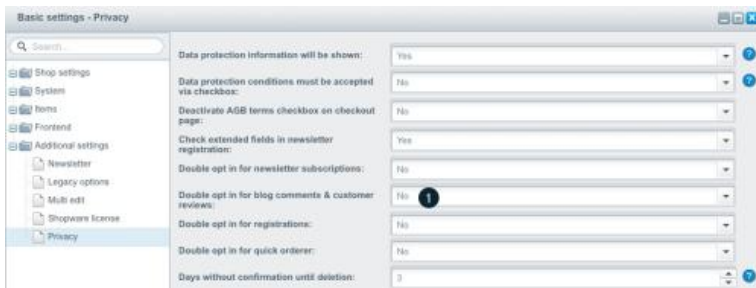 Basic settings - Privacy
Search...
Shop settings
System
Items
Frontend
Additional settings
Newsletter
Legacy options
Multi edit
Shopware license
Privacy
Data protection information will be shown:
Yes
Data protection conditions must be accepted
via checkbox:
No
Deactivate AGB terms checkbox on checkout
page:
No
Check extended fields in newsletter
registration:
Yes
Double opt in for newsletter subscriptions:
No
Double opt in for blog comments & customer
reviews:
No
1
Double opt in for registrations:
No
Double opt in for quick orderer:
No
Days without confirmation until deletion:
3